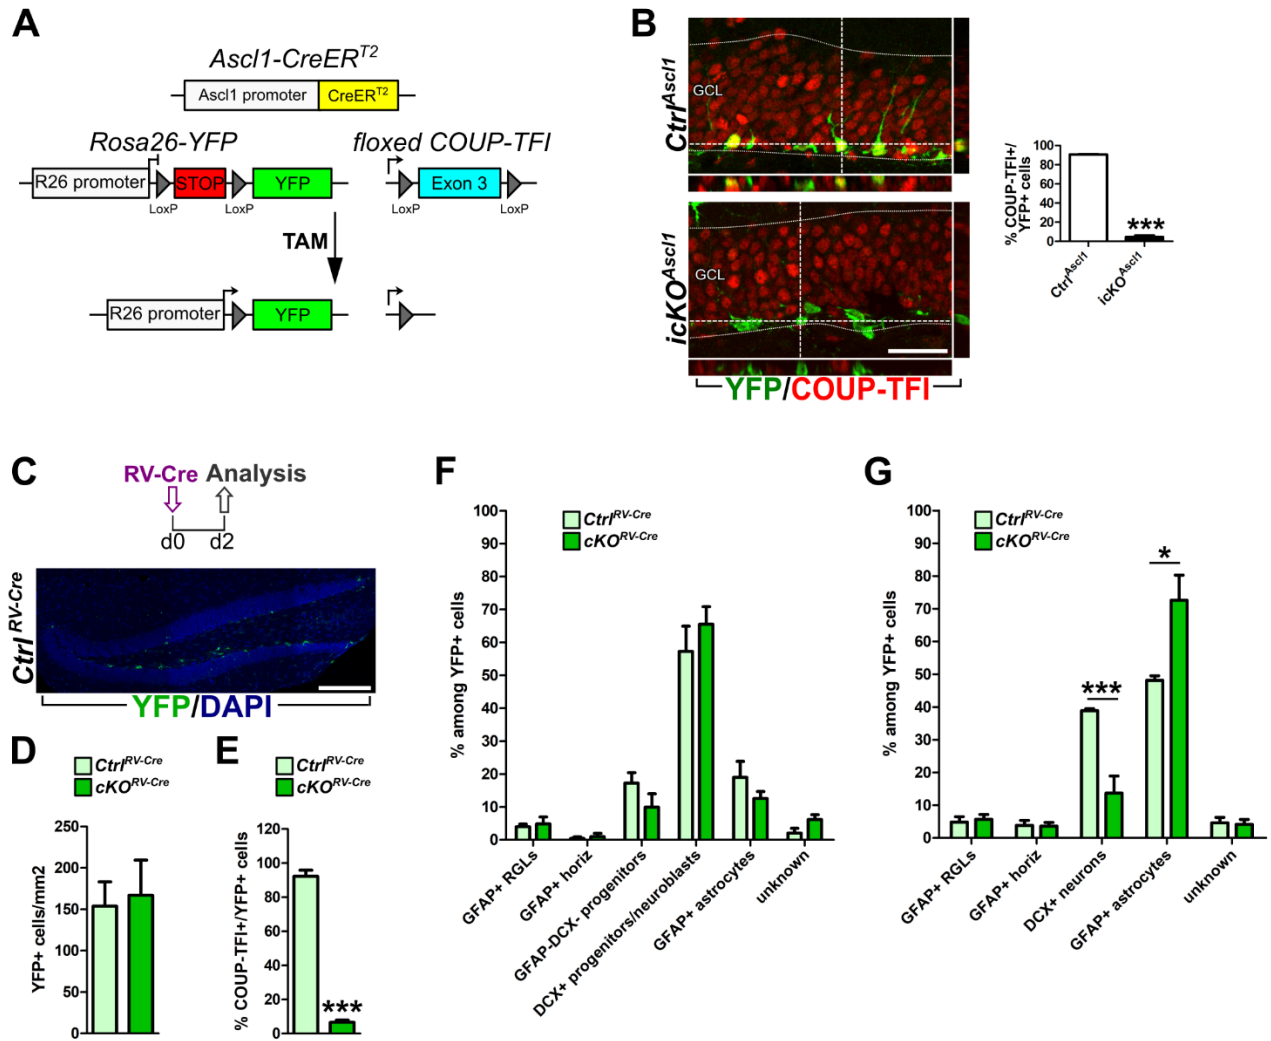 A
Ascl1-CreERT2
Ascl1 promoter CreERT2
Rosa26-YFP floxed COUP-TFI
R26 promoter STOP YFP Exon 3
LoxP LoxP LoxP LoxP
TAM
R26 promoter YFP
B
CtrlAscl1
GCL
icKOAscl1
GCL
YFP/COUP-TFI
% COUP-TFI+/
YFP+ cells
100
80
60
40
20
0
***
CtrlAscl1
icKOAscl1
C
RV-Cre Analysis
d0 d2
CtrlRV-Cre
YFP/DAPI
D
CtrlRV-Cre
cKORV-Cre
YFP+ cells/mm2
250
200
150
100
50
0
E
CtrlRV-Cre
cKORV-Cre
% COUP-TFI+/YFP+ cells
120
100
80
60
40
20
0
***
F
CtrlRV-Cre
cKORV-Cre
% among YFP+ cells
100
90
80
70
60
50
40
30
20
10
0
GFAP+ RGLs
GFAP+ horiz
GFAP-DCX- progenitors
DCX+ progenitors/neuroblasts
GFAP+ astrocytes
unknown
G
CtrlRV-Cre
cKORV-Cre
% among YFP+ cells
100
90
80
70
60
50
40
30
20
10
0
***
*
GFAP+ RGLs
GFAP+ horiz
DCX+ neurons
GFAP+ astrocytes
unknown